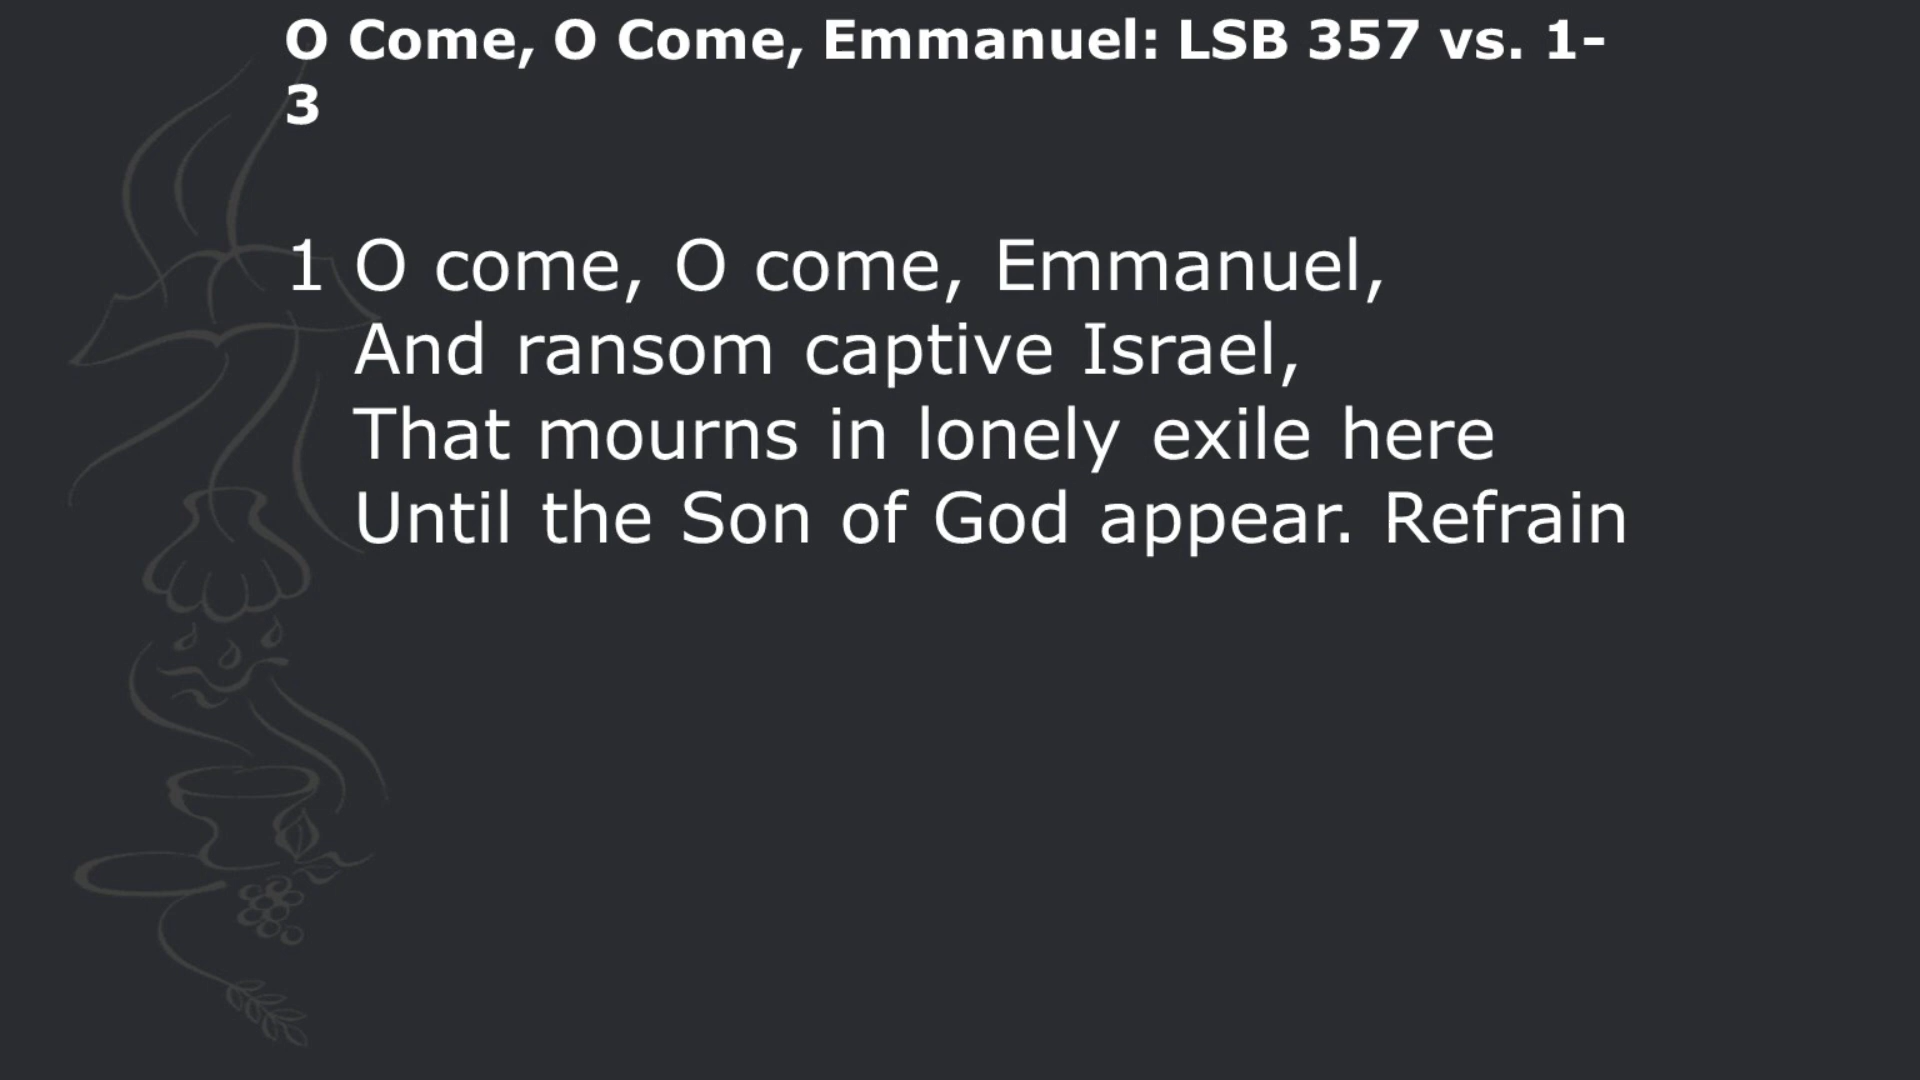 O Come, O Come, Emmanuel: LSB 357 vs. 1-
3
1 O come, O come, Emmanuel,
And ransom captive Israel,
That mourns in lonely exile here
Until the Son of God appear. Refrain